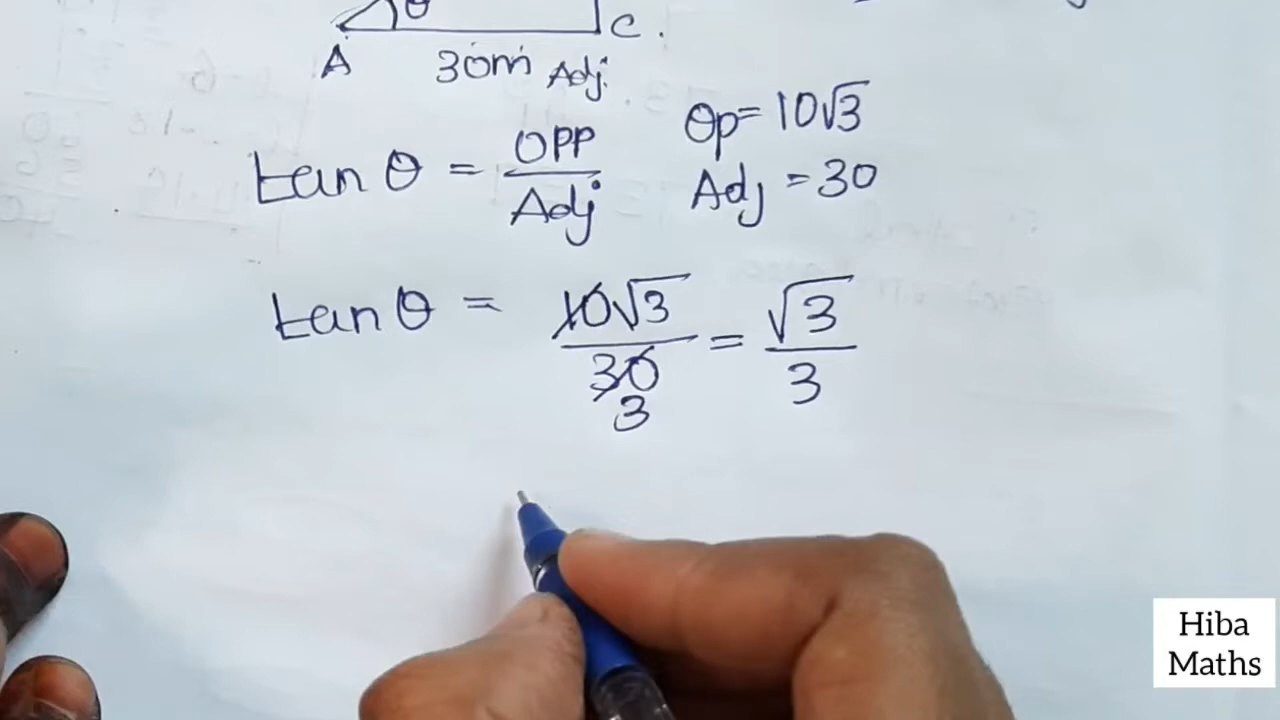 θ
A
C.
30m Adj.
tan θ = OPP/Adj
Op = 10√3
Adj = 30
tan θ = 10√3/30 = √3/3
3
Hiba
Maths